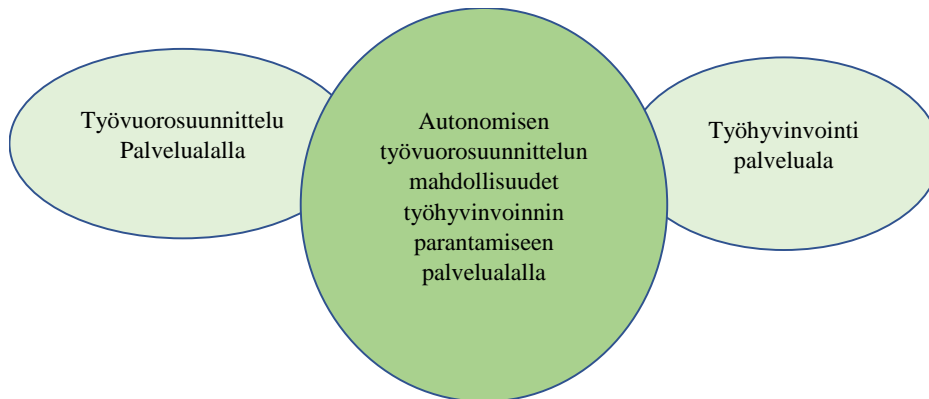 Työvuorosuunnittelu
Palvelualalla
Autonomisen
työvuorosuunnittelun
mahdollisuudet
työhyvinvoinnin
parantamiseen
palvelualalla
Työhyvinvointi
palveluala